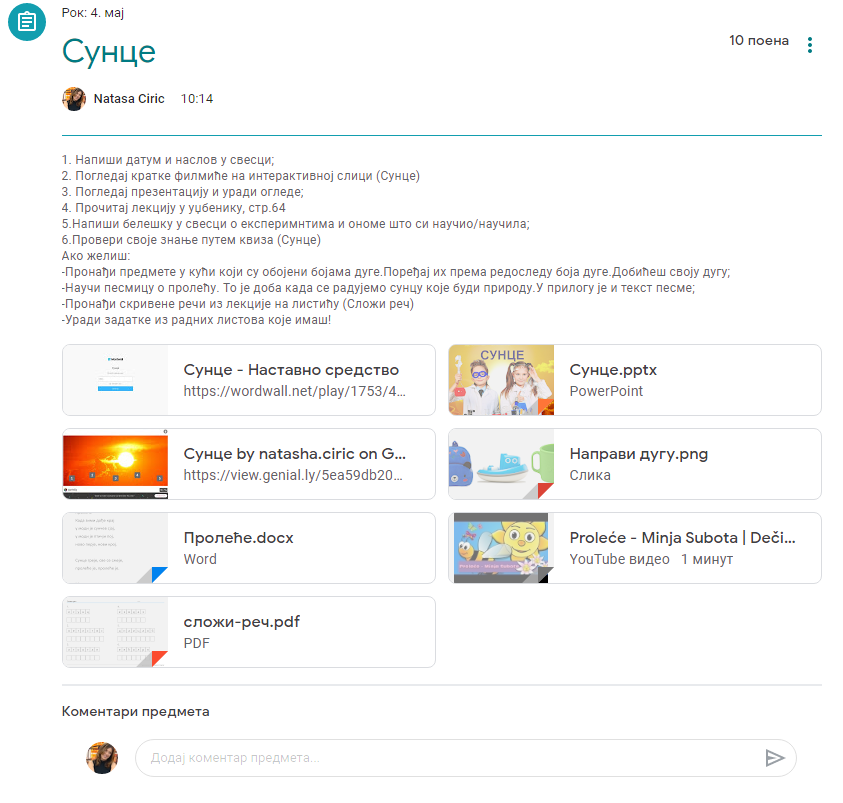 Рок: 4. мај
Сунце
10 поена
Natasa Ciric 10:14
1. Напиши датум и наслов у свесци;
2. Погледај кратке филмиће на интерактивној слици (Сунце)
3. Погледај презентацију и уради огледе;
4. Прочитај лекцију у уџбенику, стр.64
5.Напиши белешку у свесци о експеримнтима и ономе што си научио/научила;
6.Провери своје знање путем квиза (Сунце)
Ако желиш:
-Пронађи предмете у кући који су обојени бојама дуге.Поређај их према редоследу боја дуге.Добићеш своју дугу;
-Научи песмицу о пролећу. То је доба када се радујемо сунцу које буди природу.У прилогу је и текст песме;
-Пронађи скривене речи из лекције на листићу (Сложи реч)
-Уради задатке из радних листова које имаш!
Сунце - Наставно средство
https://wordwall.net/play/1753/4...
СУНЦЕ
Сунце.pptx
PowerPoint
Сунце by natasha.ciric on G...
https://view.genial.ly/5ea59db20...
Направи дугу.png
Слика
Пролеће.docx
Word
Proleće - Minja Subota
Proleće - Minja Subota | Deči...
YouTube видео 1 минут
сложи-реч.pdf
PDF
Коментари предмета
Додај коментар предмета...